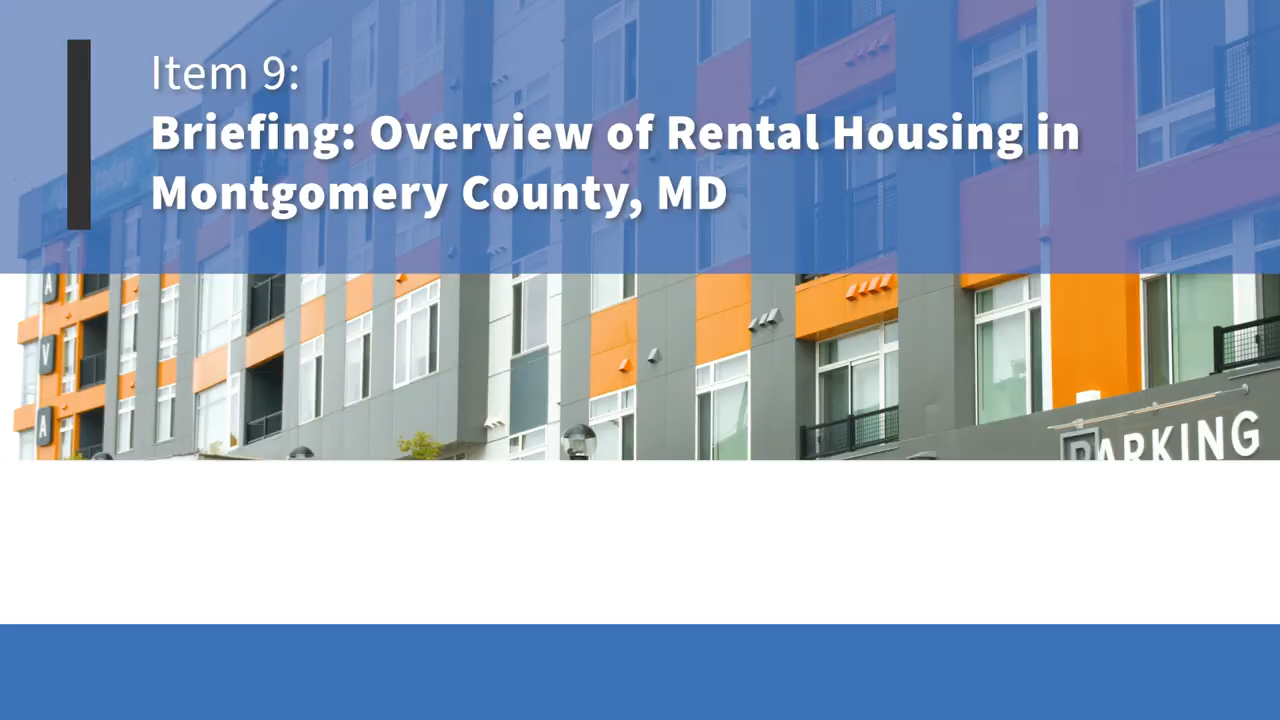 Item 9:
Briefing: Overview of Rental Housing in
Montgomery County, MD
A
V
A
PARKING